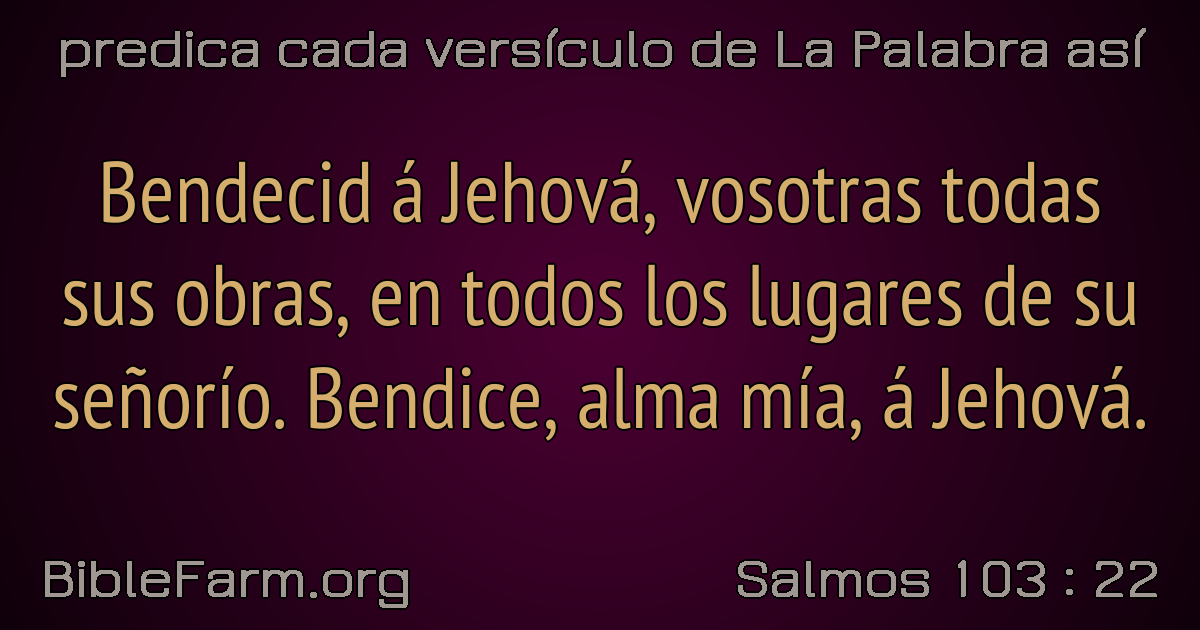 predica cada versículo de La Palabra así
Bendecid á Jehová, vosotras todas
sus obras, en todos los lugares de su
señorío. Bendice, alma mía, á Jehová.
BibleFarm.org
Salmos 103 : 22